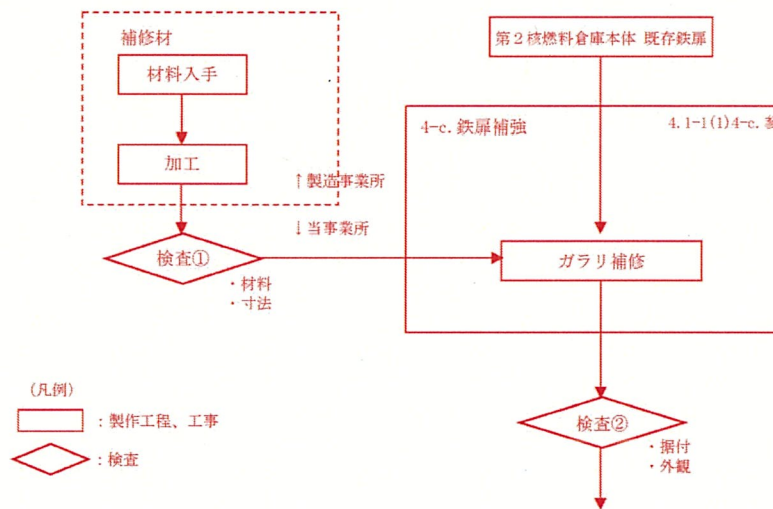 補修材
材料入手
加工
↑製造事業所
↓当事業所
検査①
・材料
・寸法
第2核燃料倉庫本体 既存鉄扉
4-c. 鉄扉補強
4.1-1(1)4-c.
ガラリ補修
検査②
・据付
・外観
(凡例)
:製作工程、工事
:検査